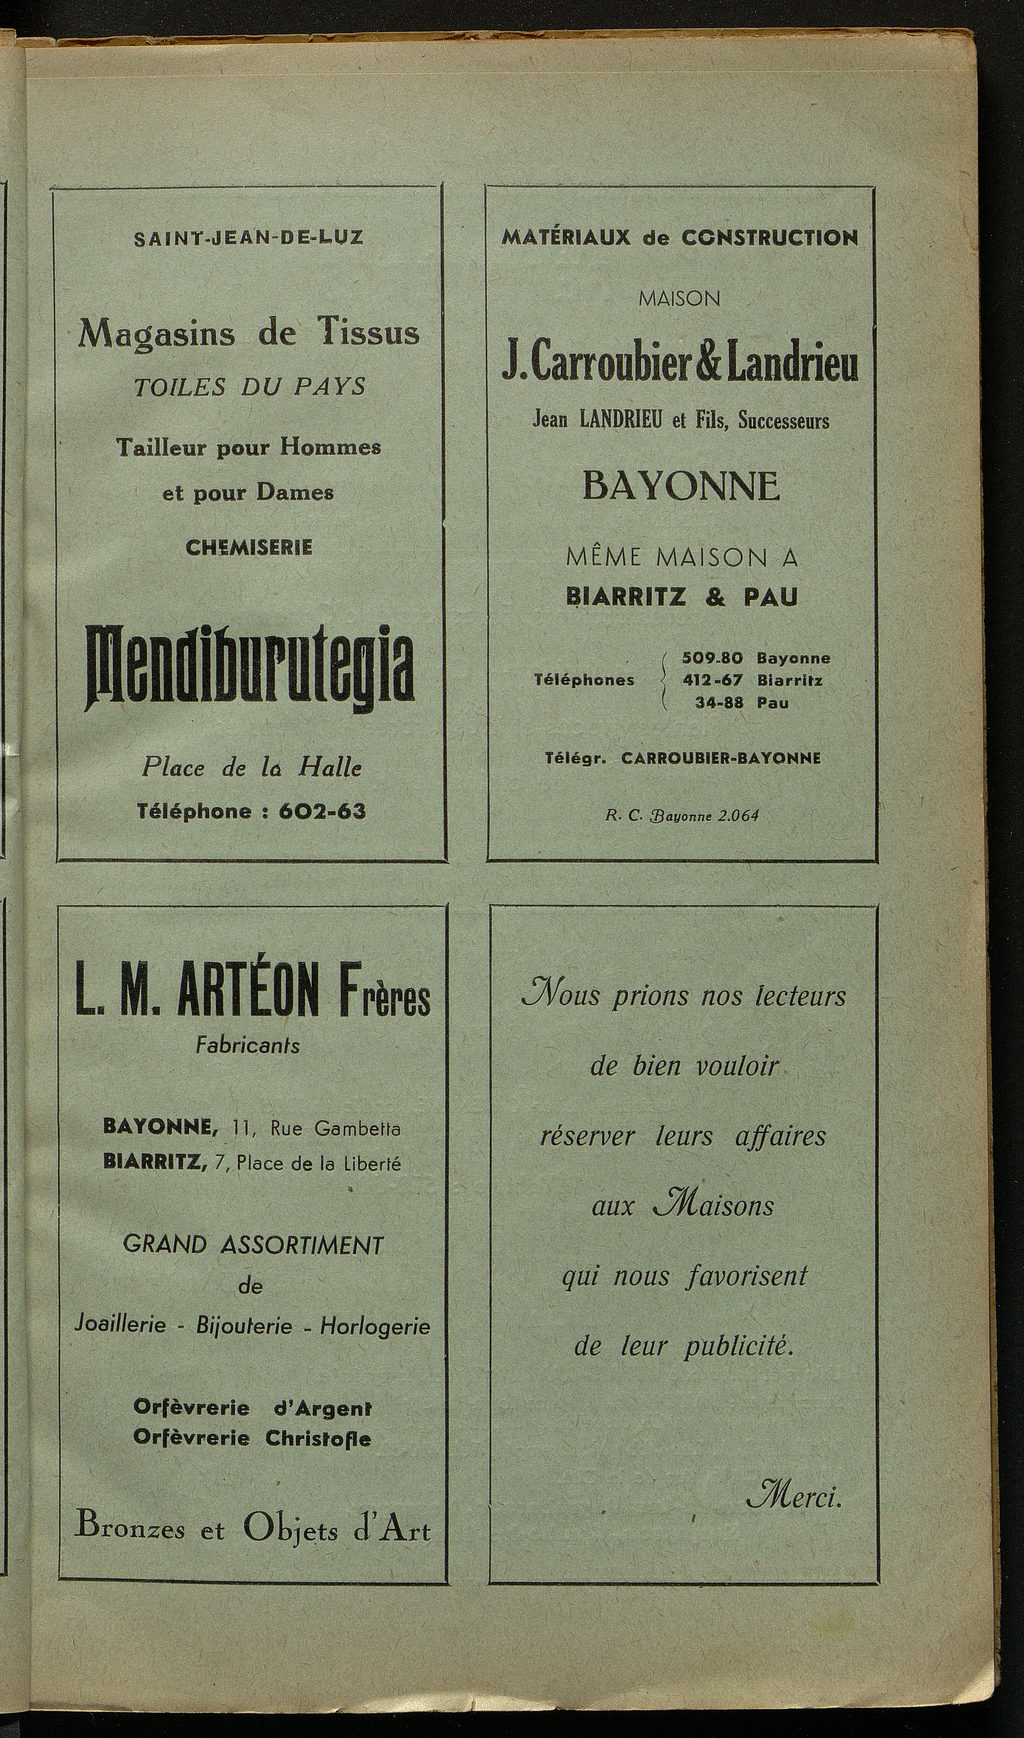 SAINT-JEAN-DE-LUZ
Magasins de Tissus
TOILES DU PAYS
Tailleur pour Hommes
et pour Dames
CHEMISERIE
Mendiburutegia
Place de la Halle
Téléphone : 602-63
MATÉRIAUX de CONSTRUCTION
MAISON
J. Carroubier & Landrieu
Jean LANDRIEU et Fils, Successeurs
BAYONNE
MÊME MAISON A
BIARRITZ & PAU
509-80 Bayonne
Téléphones 412-67 Biarritz
34-88 Pau
Télégr. CARROUBIER-BAYONNE
R. C. Bayonne 2.064
L. M. ARTÉON Frères
Fabricants
BAYONNE, 11, Rue Gambetta
BIARRITZ, 7, Place de la Liberté
GRAND ASSORTIMENT
de
Joaillerie - Bijouterie - Horlogerie
Orfèvrerie d'Argent
Orfèvrerie Christofle
Bronzes et Objets d'Art
Nous prions nos lecteurs
de bien vouloir
réserver leurs affaires
aux Maisons
qui nous favorisent
de leur publicité.
Merci.